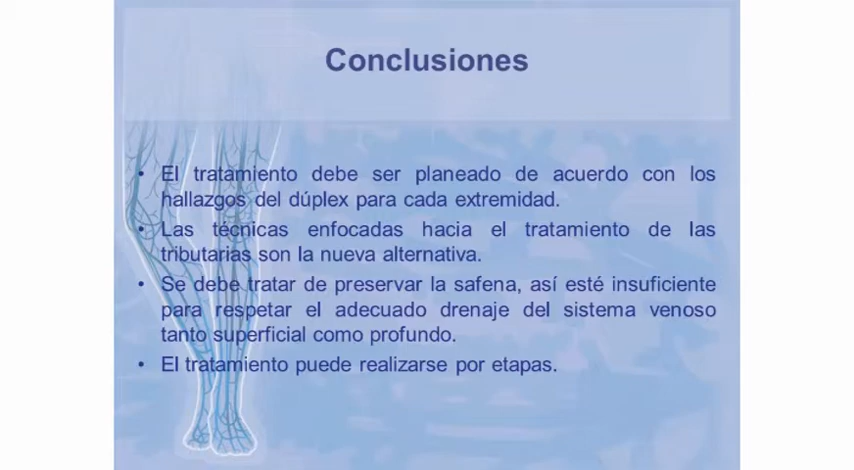 Conclusiones
• El tratamiento debe ser planeado de acuerdo con los
hallazgos del dúplex para cada extremidad.
• Las técnicas enfocadas hacia el tratamiento de las
tributarias son la nueva alternativa.
• Se debe tratar de preservar la safena, así esté insuficiente
para respetar el adecuado drenaje del sistema venoso
tanto superficial como profundo.
• El tratamiento puede realizarse por etapas.